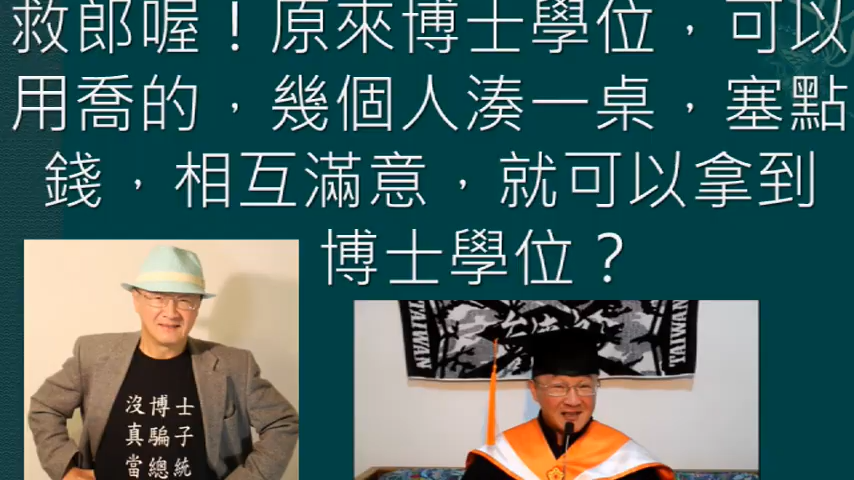 救郎喔！原來博士學位，可以
用喬的，幾個人湊一桌，塞點
錢，相互滿意，就可以拿到
博士學位？
沒博士
真騙子
當總統
TAIWAN
TAIWAN